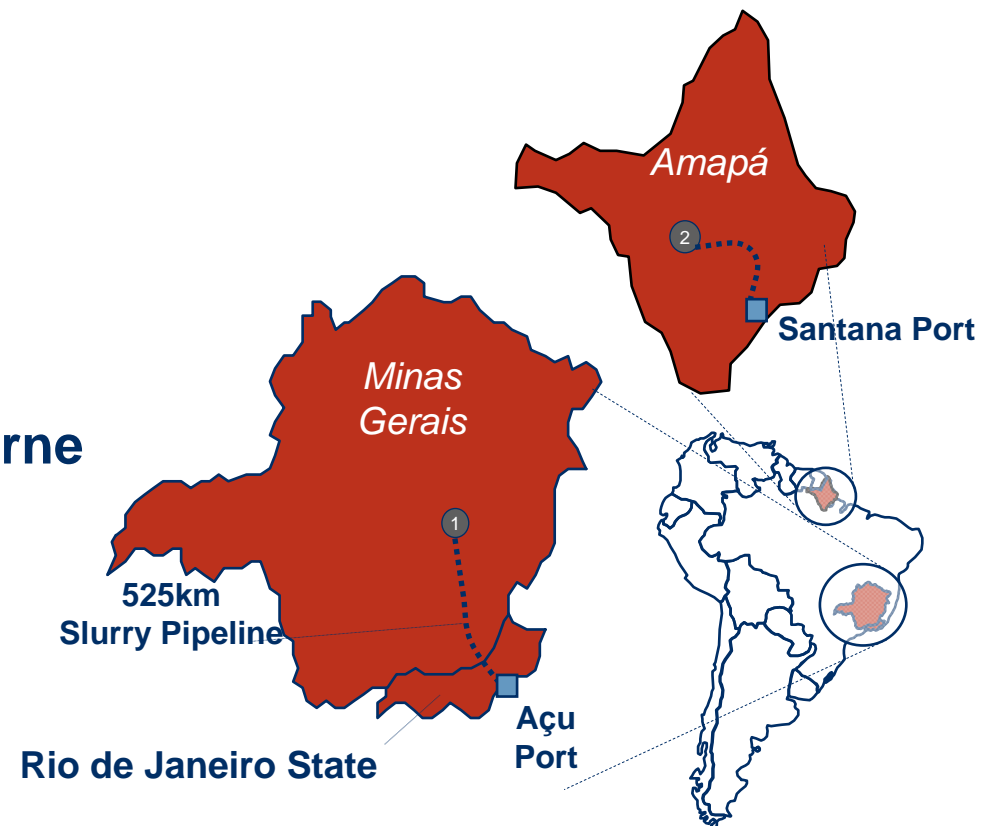 Amapá
2
Santana Port
Minas
Gerais
rne
1
525km
Slurry Pipeline
Açu
Port
Rio de Janeiro State